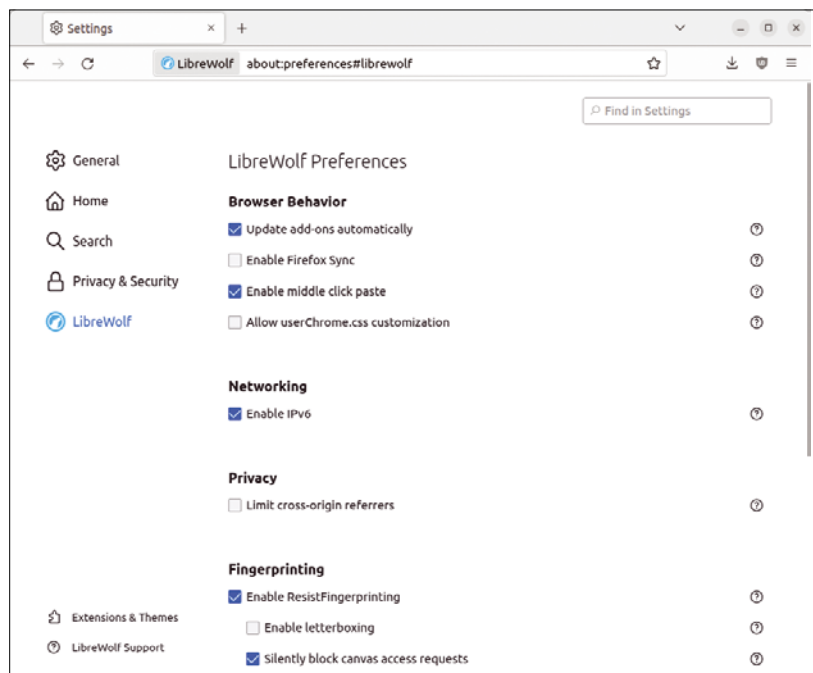 Settings
LibreWolf about:preferences#librewolf
Find in Settings
General
Home
Search
Privacy & Security
LibreWolf
Extensions & Themes
LibreWolf Support
LibreWolf Preferences
Browser Behavior
Update add-ons automatically
Enable Firefox Sync
Enable middle click paste
Allow userChrome.css customization
Networking
Enable IPv6
Privacy
Limit cross-origin referrers
Fingerprinting
Enable ResistFingerprinting
Enable letterboxing
Silently block canvas access requests